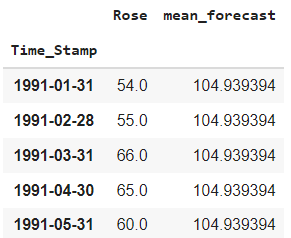 Rose mean_forecast
Time_Stamp
1991-01-31 54.0 104.939394
1991-02-28 55.0 104.939394
1991-03-31 66.0 104.939394
1991-04-30 65.0 104.939394
1991-05-31 60.0 104.939394